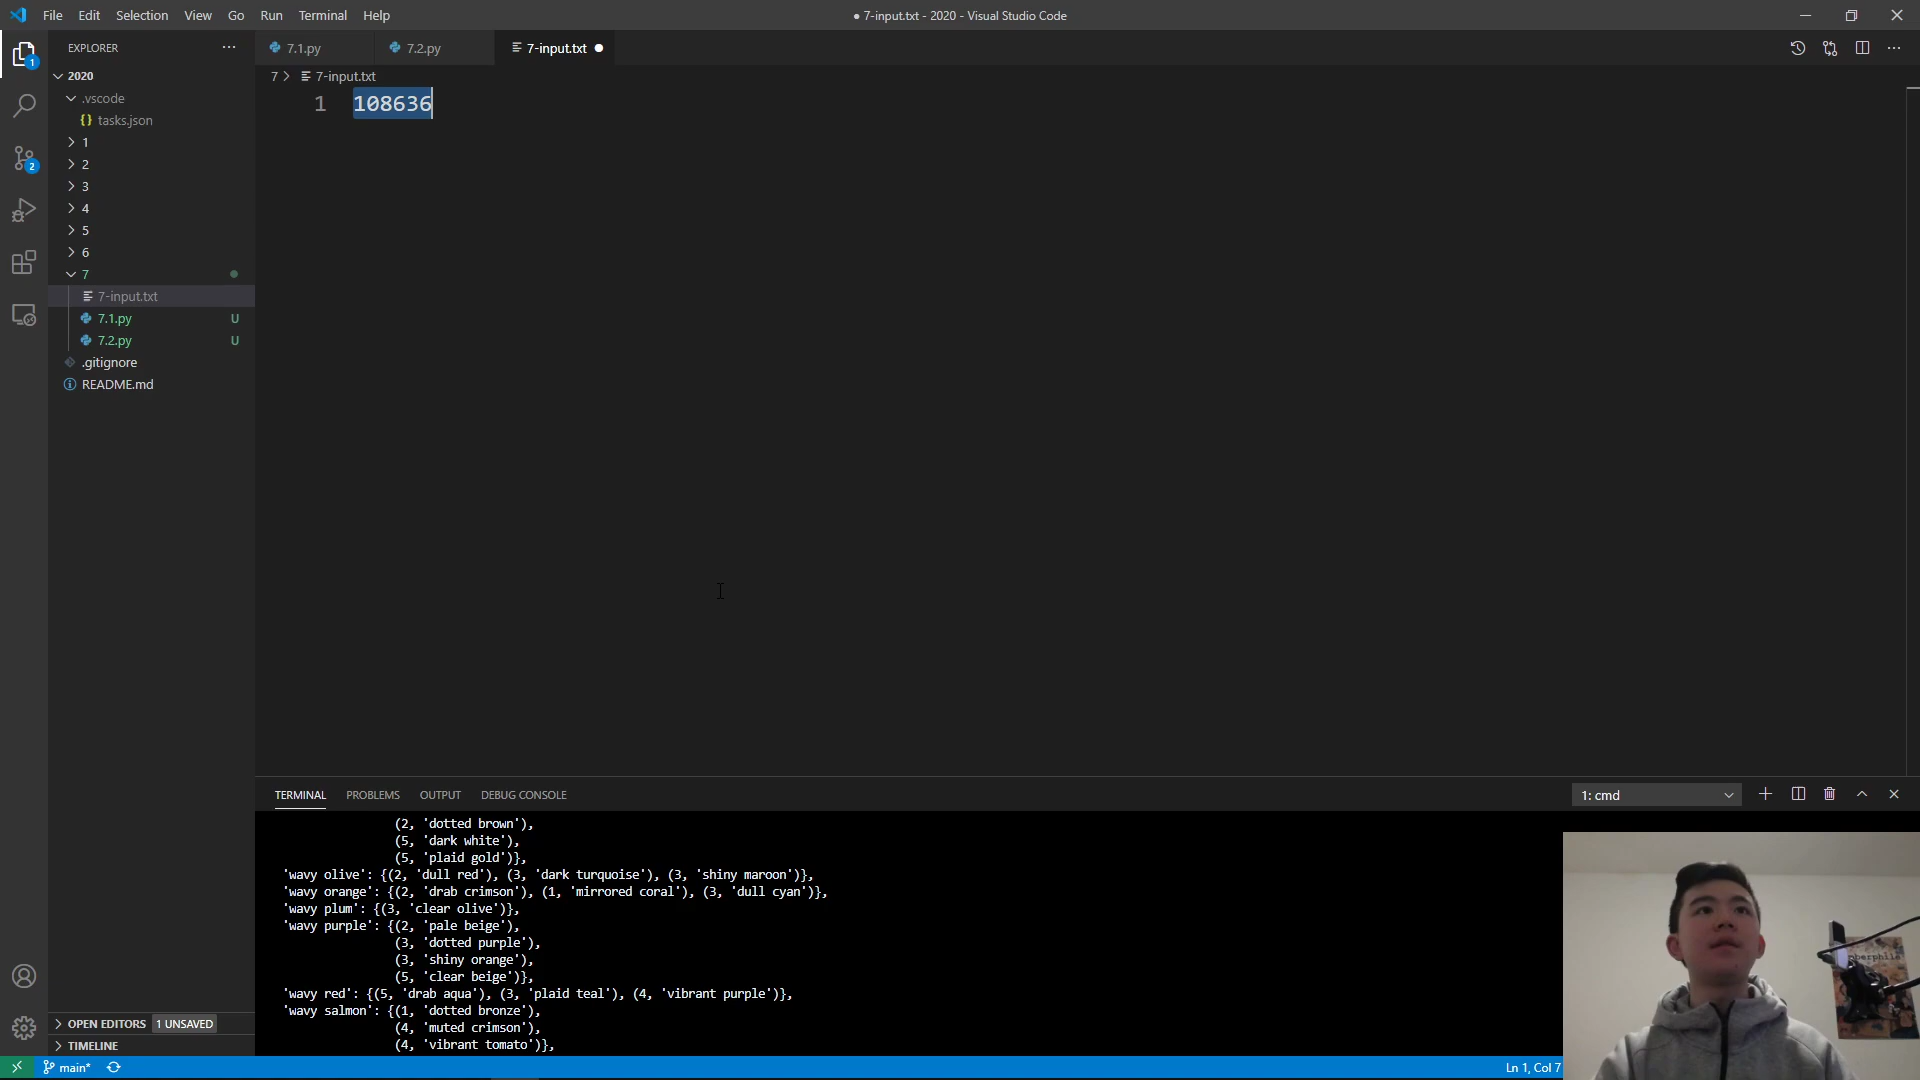 File Edit Selection View Go Run Terminal Help
● 7-input.txt - 2020 - Visual Studio Code
EXPLORER
7.1.py
7.2.py
7-input.txt
7 > 7-input.txt
1 108636
2020
.vscode
{} tasks.json
1
2
3
4
5
6
7
7-input.txt
7.1.py U
7.2.py U
.gitignore
README.md
1
2
OPEN EDITORS 1 UNSAVED
TIMELINE
TERMINAL PROBLEMS OUTPUT DEBUG CONSOLE
1: cmd
(2, 'dotted brown'),
(5, 'dark white'),
(5, 'plaid gold')},
'wavy olive': {(2, 'dull red'), (3, 'dark turquoise'), (3, 'shiny maroon')},
'wavy orange': {(2, 'drab crimson'), (1, 'mirrored coral'), (3, 'dull cyan')},
'wavy plum': {(3, 'clear olive')},
'wavy purple': {(2, 'pale beige'),
(3, 'dotted purple'),
(3, 'shiny orange'),
(5, 'clear beige')},
'wavy red': {(5, 'drab aqua'), (3, 'plaid teal'), (4, 'vibrant purple')},
'wavy salmon': {(1, 'dotted bronze'),
(4, 'muted crimson'),
(4, 'vibrant tomato')},
main*
Ln 1, Col 7